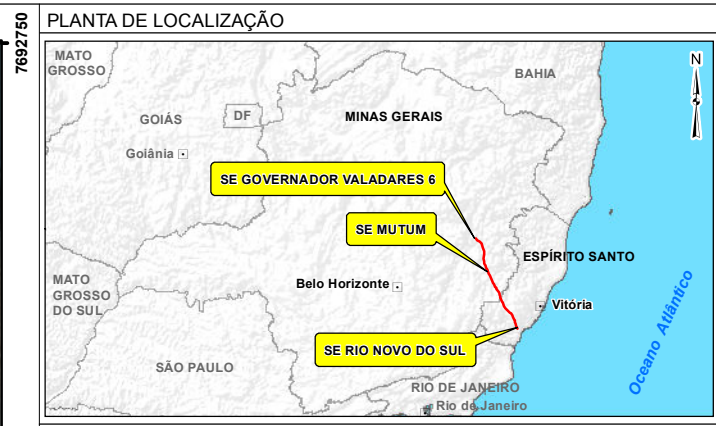 PLANTA DE LOCALIZAÇÃO
7692750
MATO
GROSSO
BAHIA
N
GOIÁS
DF
MINAS GERAIS
Goiânia
SE GOVERNADOR VALADARES 6
SE MUTUM
ESPÍRITO SANTO
MATO
GROSSO
DO SUL
Belo Horizonte
Vitória
Oceano Atlântico
SE RIO NOVO DO SUL
SÃO PAULO
RIO DE JANEIRO
Rio de Janeiro